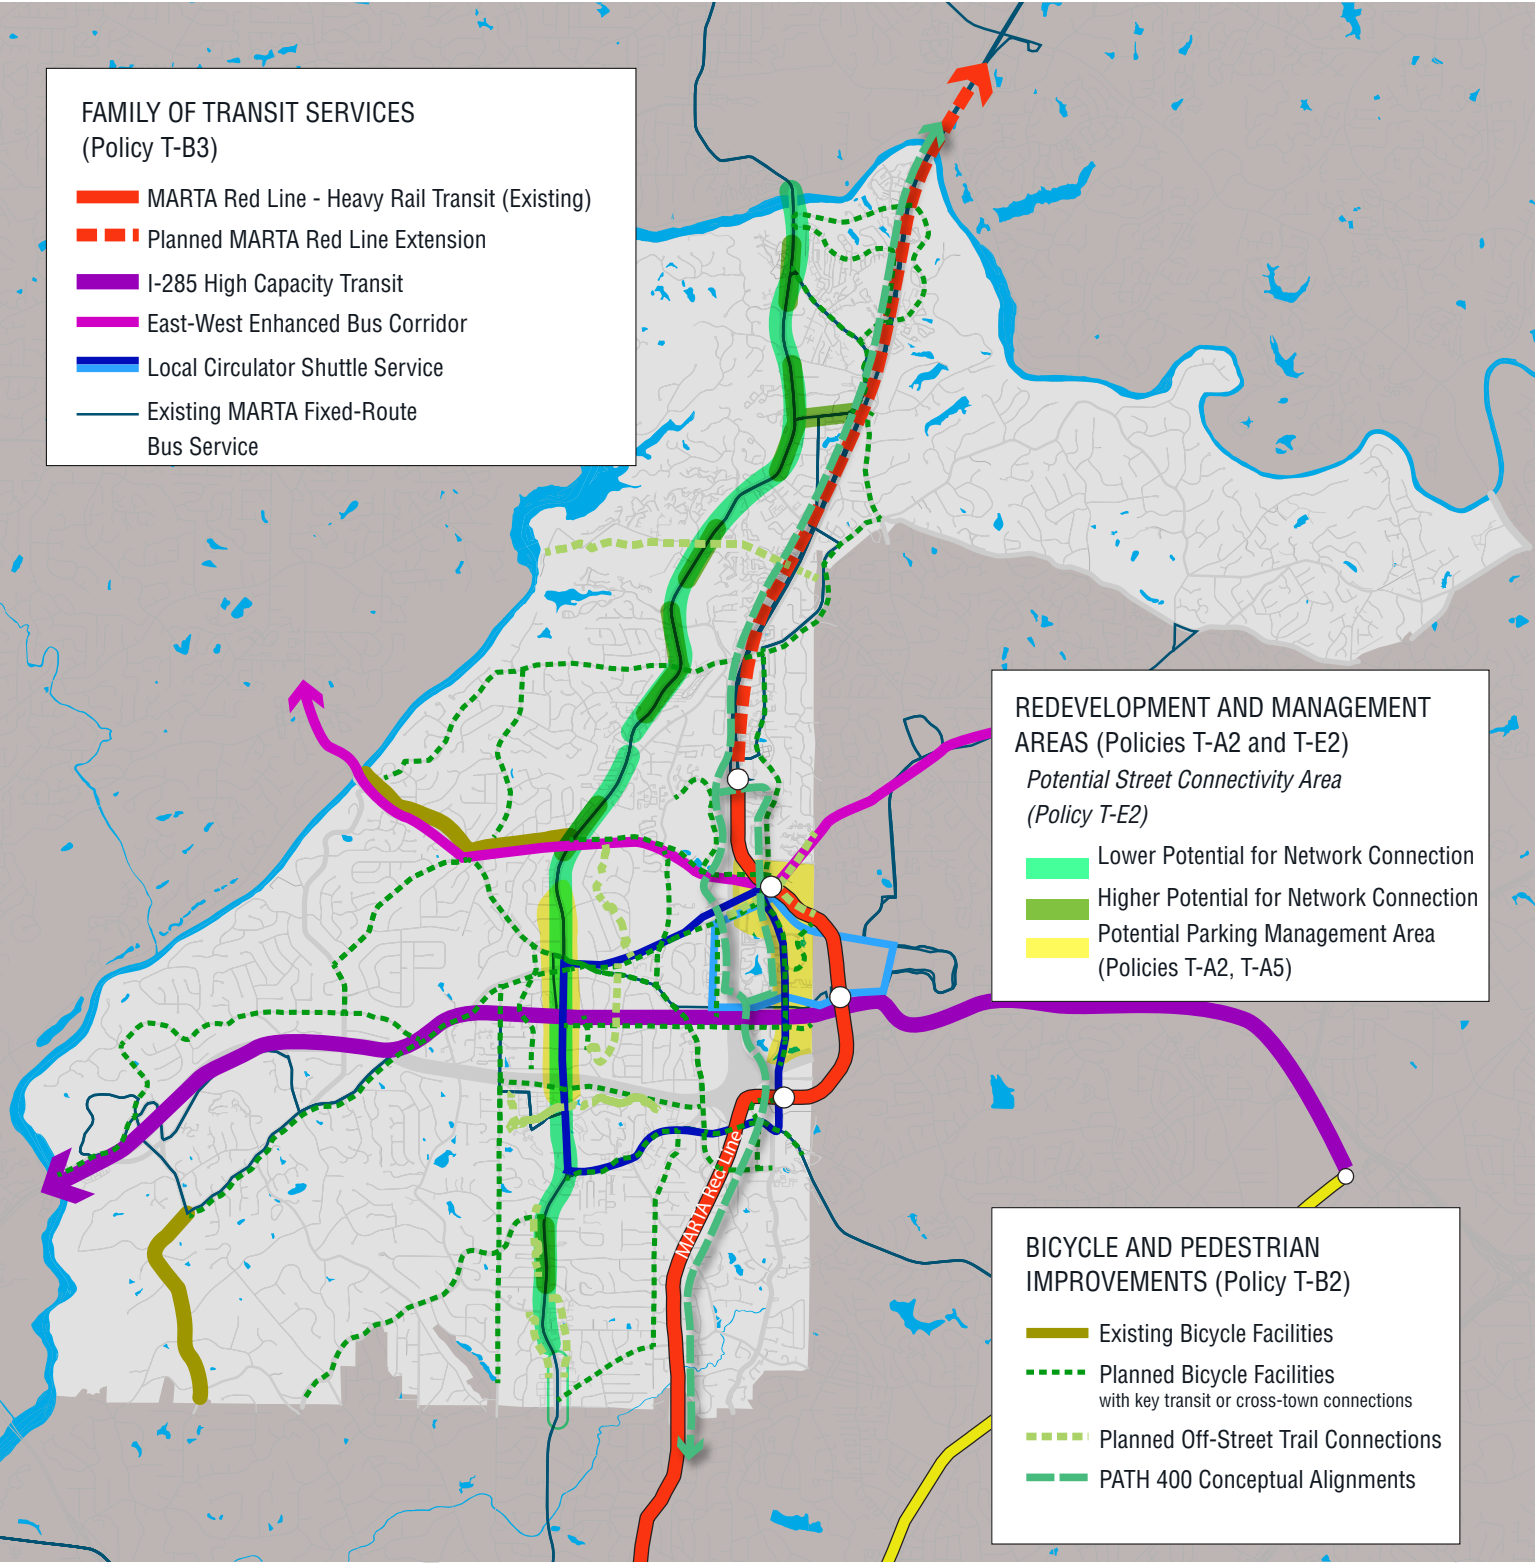 FAMILY OF TRANSIT SERVICES
(Policy T-B3)
MARTA Red Line - Heavy Rail Transit (Existing)
Planned MARTA Red Line Extension
I-285 High Capacity Transit
East-West Enhanced Bus Corridor
Local Circulator Shuttle Service
Existing MARTA Fixed-Route
Bus Service
REDEVELOPMENT AND MANAGEMENT
AREAS (Policies T-A2 and T-E2)
Potential Street Connectivity Area
(Policy T-E2)
Lower Potential for Network Connection
Higher Potential for Network Connection
Potential Parking Management Area
(Policies T-A2, T-A5)
MARTA Red Line
BICYCLE AND PEDESTRIAN
IMPROVEMENTS (Policy T-B2)
Existing Bicycle Facilities
Planned Bicycle Facilities
with key transit or cross-town connections
Planned Off-Street Trail Connections
PATH 400 Conceptual Alignments